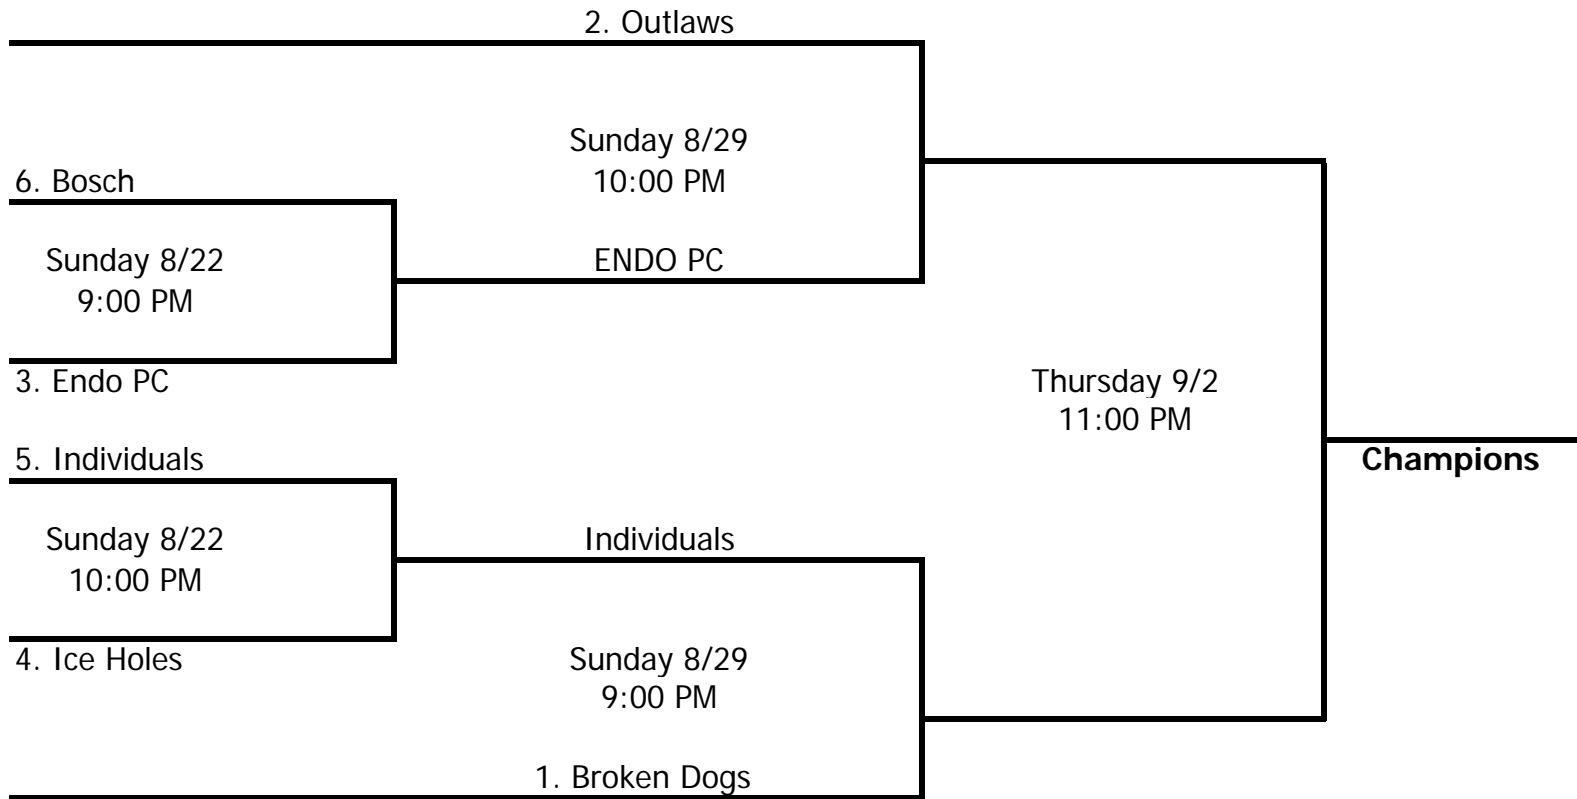 2. Outlaws
Sunday 8/29
10:00 PM
6. Bosch
Sunday 8/22
9:00 PM
ENDO PC
3. Endo PC
Thursday 9/2
11:00 PM
Champions
5. Individuals
Sunday 8/22
10:00 PM
Individuals
4. Ice Holes
Sunday 8/29
9:00 PM
1. Broken Dogs